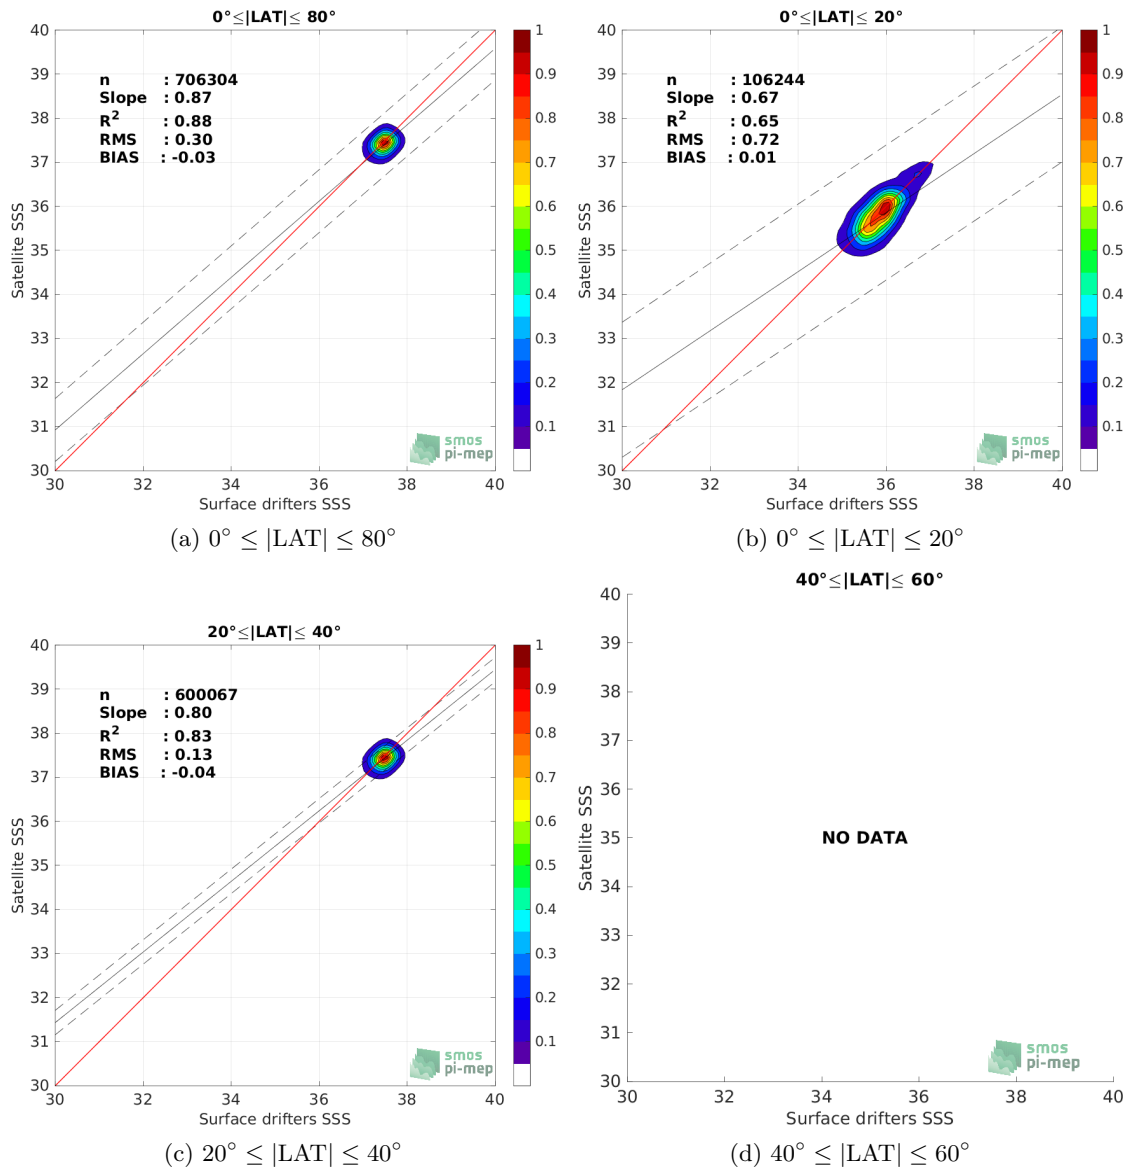 0°≤|LAT|≤ 80°
40
39
38
37
36
35
34
33
32
31
30
Satellite SSS
n : 706304
Slope : 0.87
R² : 0.88
RMS : 0.30
BIAS : -0.03
smos
pi-mep
30 32 34 36 38 40
Surface drifters SSS
1
0.9
0.8
0.7
0.6
0.5
0.4
0.3
0.2
0.1
(a) 0° ≤ |LAT| ≤ 80°
0°≤|LAT|≤ 20°
40
39
38
37
36
35
34
33
32
31
30
Satellite SSS
n : 106244
Slope : 0.67
R² : 0.65
RMS : 0.72
BIAS : 0.01
smos
pi-mep
30 32 34 36 38 40
Surface drifters SSS
1
0.9
0.8
0.7
0.6
0.5
0.4
0.3
0.2
0.1
(b) 0° ≤ |LAT| ≤ 20°
20°≤|LAT|≤ 40°
40
39
38
37
36
35
34
33
32
31
30
Satellite SSS
n : 600067
Slope : 0.80
R² : 0.83
RMS : 0.13
BIAS : -0.04
smos
pi-mep
30 32 34 36 38 40
Surface drifters SSS
1
0.9
0.8
0.7
0.6
0.5
0.4
0.3
0.2
0.1
(c) 20° ≤ |LAT| ≤ 40°
40°≤|LAT|≤ 60°
40
39
38
37
36
35
34
33
32
31
30
Satellite SSS
NO DATA
smos
pi-mep
30 32 34 36 38 40
Surface drifters SSS
(d) 40° ≤ |LAT| ≤ 60°